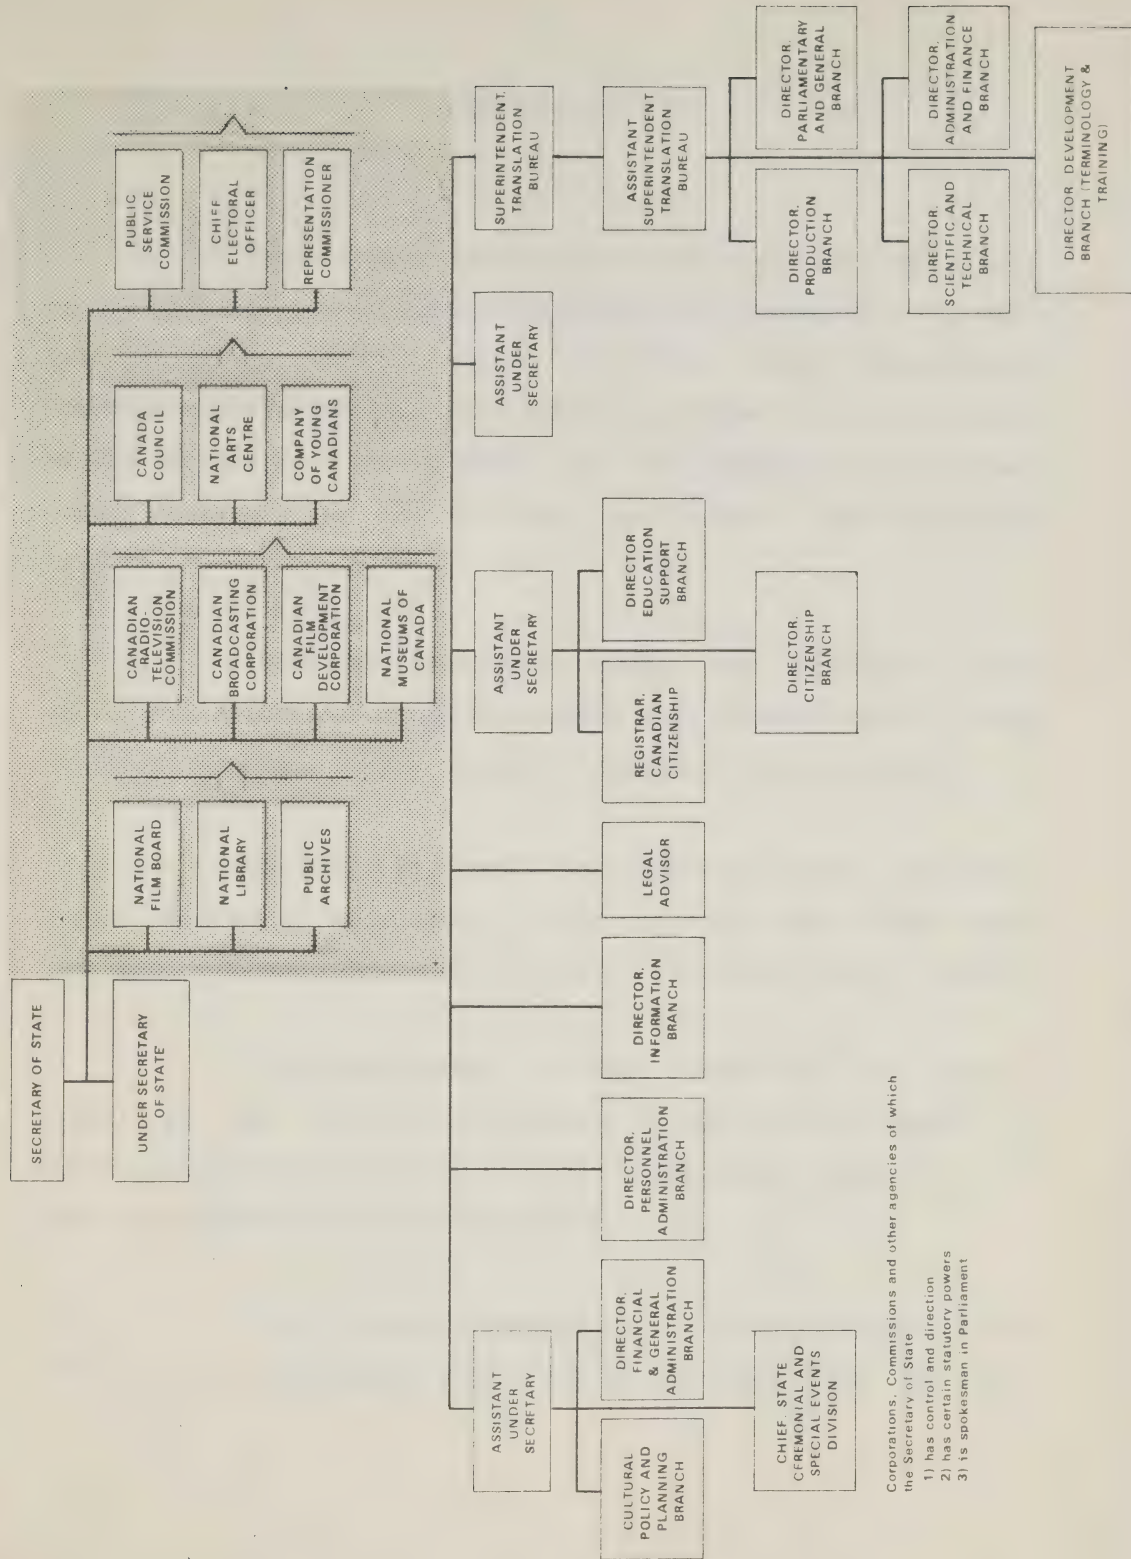 SECRETARY OF STATE
UNDER SECRETARY
OF STATE
NATIONAL
FILM BOARD
NATIONAL
LIBRARY
PUBLIC
ARCHIVES
CANADIAN
RADIO-
TELEVISION
COMMISSION
CANADIAN
BROADCASTING
CORPORATION
CANADIAN
FILM
DEVELOPMENT
CORPORATION
NATIONAL
MUSEUMS OF
CANADA
CANADA
COUNCIL
NATIONAL
ARTS
CENTRE
COMPANY
OF YOUNG
CANADIANS
PUBLIC
SERVICE
COMMISSION
CHIEF
ELECTORAL
OFFICER
REPRESENTATION
COMMISSIONER
ASSISTANT
UNDER
SECRETARY
CULTURAL
POLICY AND
PLANNING
BRANCH
DIRECTOR.
FINANCIAL
& GENERAL
ADMINISTRATION
BRANCH
CHIEF. STATE
CEREMONIAL AND
SPECIAL EVENTS
DIVISION
DIRECTOR.
PERSONNEL
ADMINISTRATION
BRANCH
DIRECTOR.
INFORMATION
BRANCH
LEGAL
ADVISOR
ASSISTANT
UNDER
SECRETARY
REGISTRAR.
CANADIAN
CITIZENSHIP
DIRECTOR
EDUCATION
SUPPORT
BRANCH
DIRECTOR.
CITIZENSHIP
BRANCH
ASSISTANT
UNDER
SECRETARY
SUPERINTENDENT.
TRANSLATION
BUREAU
ASSISTANT
SUPERINTENDENT
TRANSLATION
BUREAU
DIRECTOR.
PRODUCTION
BRANCH
DIRECTOR.
PARLIAMENTARY
AND GENERAL
BRANCH
DIRECTOR.
SCIENTIFIC AND
TECHNICAL
BRANCH
DIRECTOR.
ADMINISTRATION
AND FINANCE
BRANCH
DIRECTOR DEVELOPMENT
BRANCH (TERMINOLOGY &
TRAINING)
Corporations, Commissions and other agencies of which
the Secretary of State
1) has control and direction
2) has certain statutory powers
3) is spokesman in Parliament